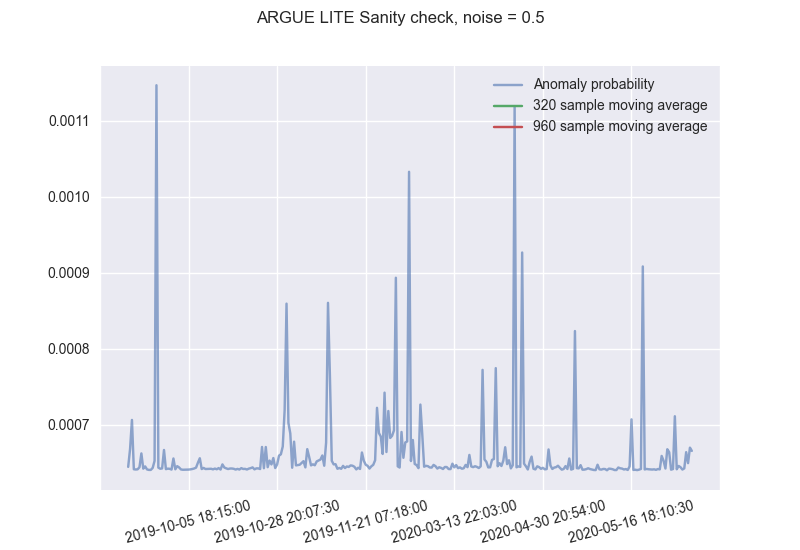 ARGUE LITE Sanity check, noise = 0.5
Anomaly probability
320 sample moving average
960 sample moving average
0.0011
0.0010
0.0009
0.0008
0.0007
2019-10-05 18:15:00
2019-10-28 20:07:30
2019-11-21 07:18:00
2020-03-13 22:03:00
2020-04-30 20:54:00
2020-05-16 18:10:30